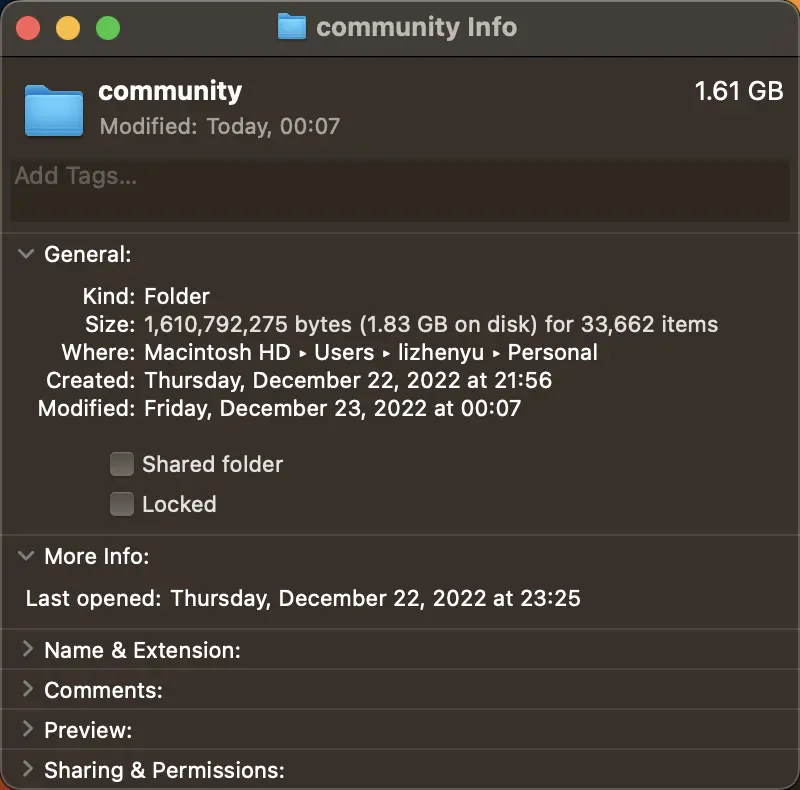 community Info
community
1.61 GB
Modified: Today, 00:07
Add Tags...
General:
Kind: Folder
Size: 1,610,792,275 bytes (1.83 GB on disk) for 33,662 items
Where: Macintosh HD ▸ Users ▸ lizhenyu ▸ Personal
Created: Thursday, December 22, 2022 at 21:56
Modified: Friday, December 23, 2022 at 00:07
Shared folder
Locked
More Info:
Last opened: Thursday, December 22, 2022 at 23:25
Name & Extension:
Comments:
Preview:
Sharing & Permissions: